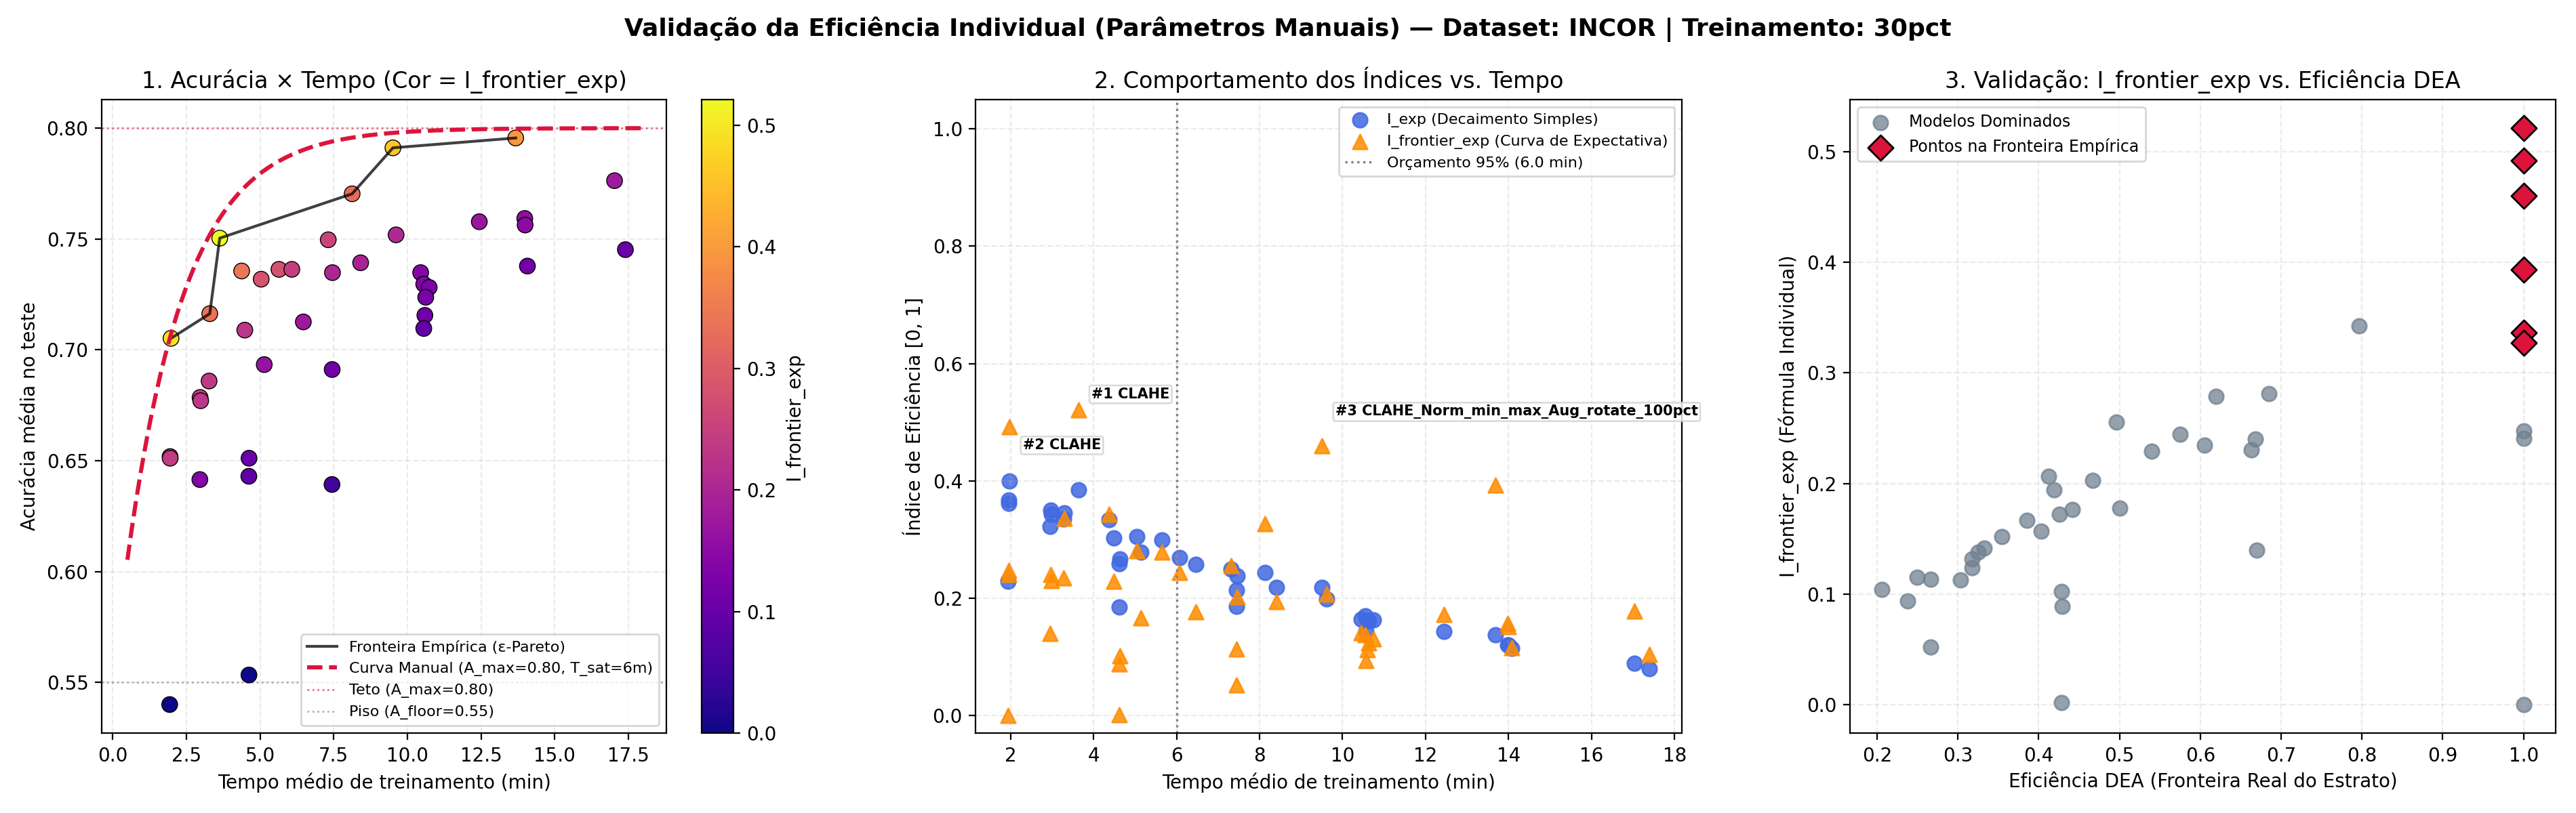 Validação da Eficiência Individual (Parâmetros Manuais) — Dataset: INCOR | Treinamento: 30pct
1. Acurácia × Tempo (Cor = I_frontier_exp)
Acurácia média no teste
0.80
0.75
0.70
0.65
0.60
0.55
Fronteira Empírica (ε-Pareto)
Curva Manual (A_max=0.80, T_sat=6m)
Teto (A_max=0.80)
Piso (A_floor=0.55)
0.0 2.5 5.0 7.5 10.0 12.5 15.0 17.5
Tempo médio de treinamento (min)
0.5
0.4
0.3
0.2
0.1
0.0
I_frontier_exp
2. Comportamento dos Índices vs. Tempo
Índice de Eficiência [0, 1]
1.0
0.8
0.6
0.4
0.2
0.0
I_exp (Decaimento Simples)
I_frontier_exp (Curva de Expectativa)
Orçamento 95% (6.0 min)
#1 CLAHE
#3 CLAHE_Norm_min_max_Aug_rotate_100pct
#2 CLAHE
2 4 6 8 10 12 14 16 18
Tempo médio de treinamento (min)
3. Validação: I_frontier_exp vs. Eficiência DEA
I_frontier_exp (Fórmula Individual)
0.5
0.4
0.3
0.2
0.1
0.0
Modelos Dominados
Pontos na Fronteira Empírica
0.2 0.3 0.4 0.5 0.6 0.7 0.8 0.9 1.0
Eficiência DEA (Fronteira Real do Estrato)